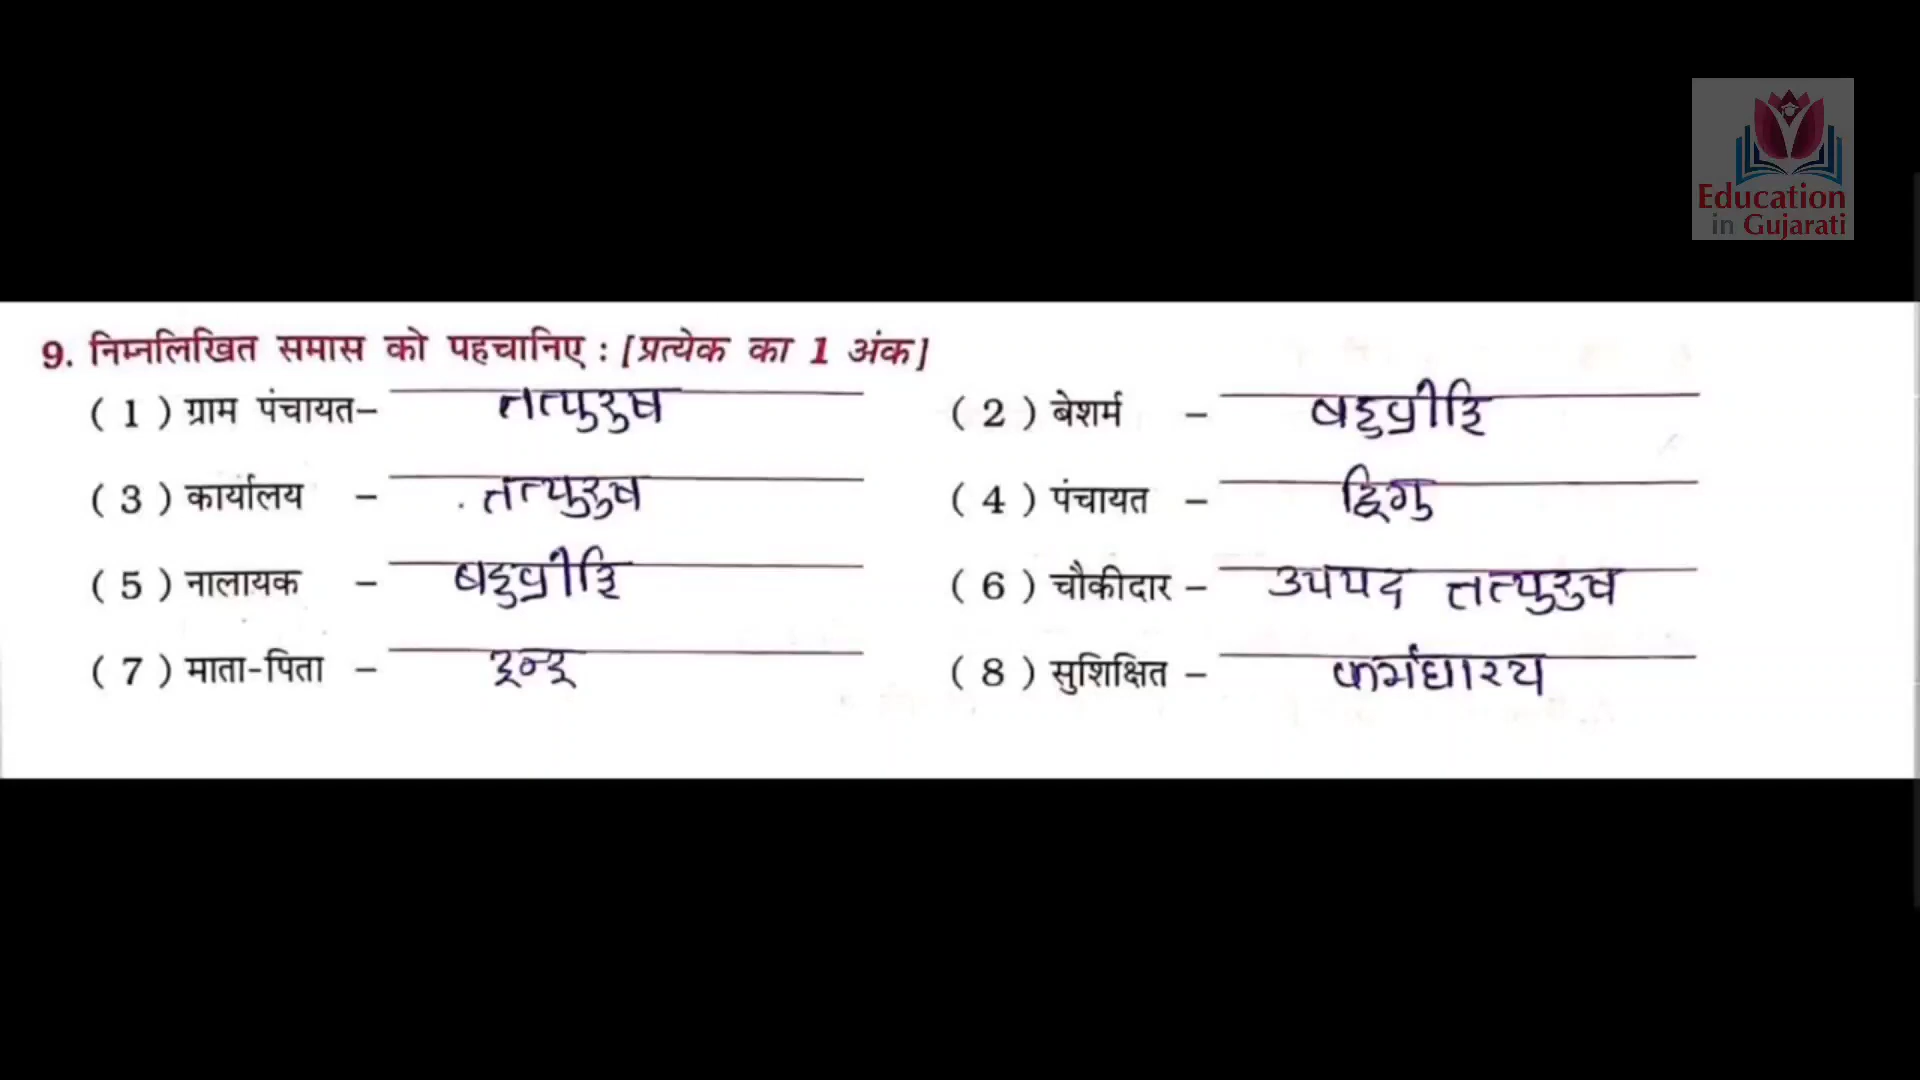 Education
in Gujarati
9. निम्नलिखित समास को पहचानिए : [प्रत्येक का 1 अंक]
( 1 ) ग्राम पंचायत– तत्पुरुष ( 2 ) बेशर्म – बहुव्रीहि
( 3 ) कार्यालय – तत्पुरुष ( 4 ) पंचायत – द्विगु
( 5 ) नालायक – बहुव्रीहि ( 6 ) चौकीदार – उपपद तत्पुरुष
( 7 ) माता-पिता – द्वन्द्व ( 8 ) सुशिक्षित – कर्मधारय